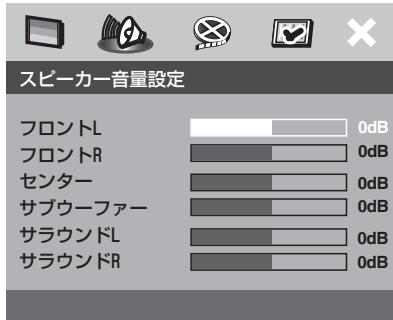 スピーカー音量設定
フロントL 0dB
フロントR 0dB
センター 0dB
サブウーファー 0dB
サラウンドL 0dB
サラウンドR 0dB